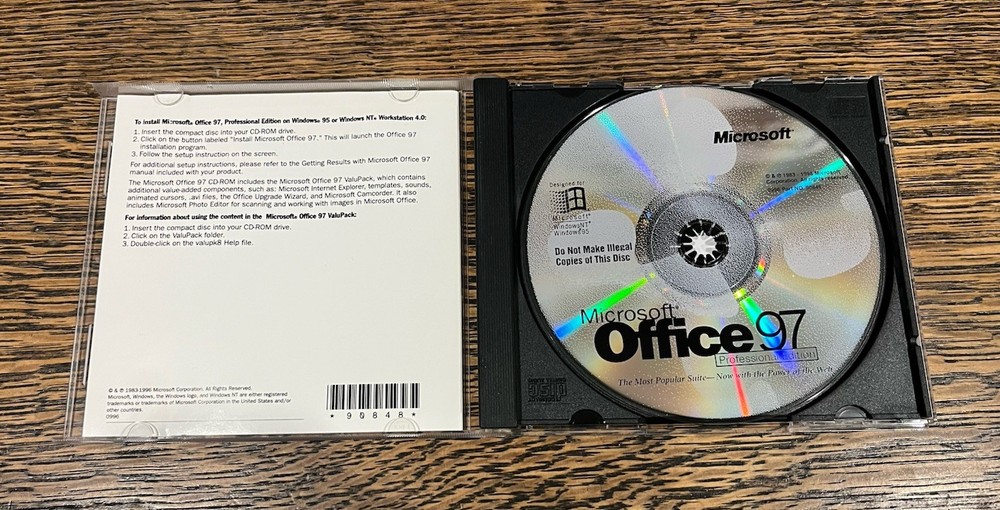 To install Microsoft® Office 97, Professional Edition on Windows® 95 or Windows NT® Workstation 4.0:
1. Insert the compact disc into your CD-ROM drive.
2. Click on the button labeled "Install Microsoft Office 97." This will launch the Office 97
installation program.
3. Follow the setup instruction on the screen.
For additional setup instructions, please refer to the Getting Results with Microsoft Office 97
manual included with your product.
The Microsoft Office 97 CD-ROM includes the Microsoft Office 97 ValuPack, which contains
additional value-added components, such as: Microsoft Internet Explorer, templates, sounds,
animated cursors, .avi files, the Office Upgrade Wizard, and Microsoft Camcorder. It also
includes Microsoft Photo Editor for scanning and working with images in Microsoft Office.
For information about using the content in the Microsoft® Office 97 ValuPack:
1. Insert the compact disc into your CD-ROM drive.
2. Click on the ValuPack folder.
3. Double-click on the valupk8 Help file.
© & ℗ 1983-1996 Microsoft Corporation. All Rights Reserved.
Microsoft, Windows, the Windows logo, and Windows NT are either registered
trademarks or trademarks of Microsoft Corporation in the United States and/or
other countries.
0996
*90848*
Microsoft®
© & ℗ 1983-1996 Microsoft
Corporation. All rights reserved.
Designed for
Microsoft®
Windows NT®
Windows 95
Do Not Make Illegal
Copies of This Disc
Microsoft®
Office 97
Professional Edition
The Most Popular Suite—Now with the Power of the Web